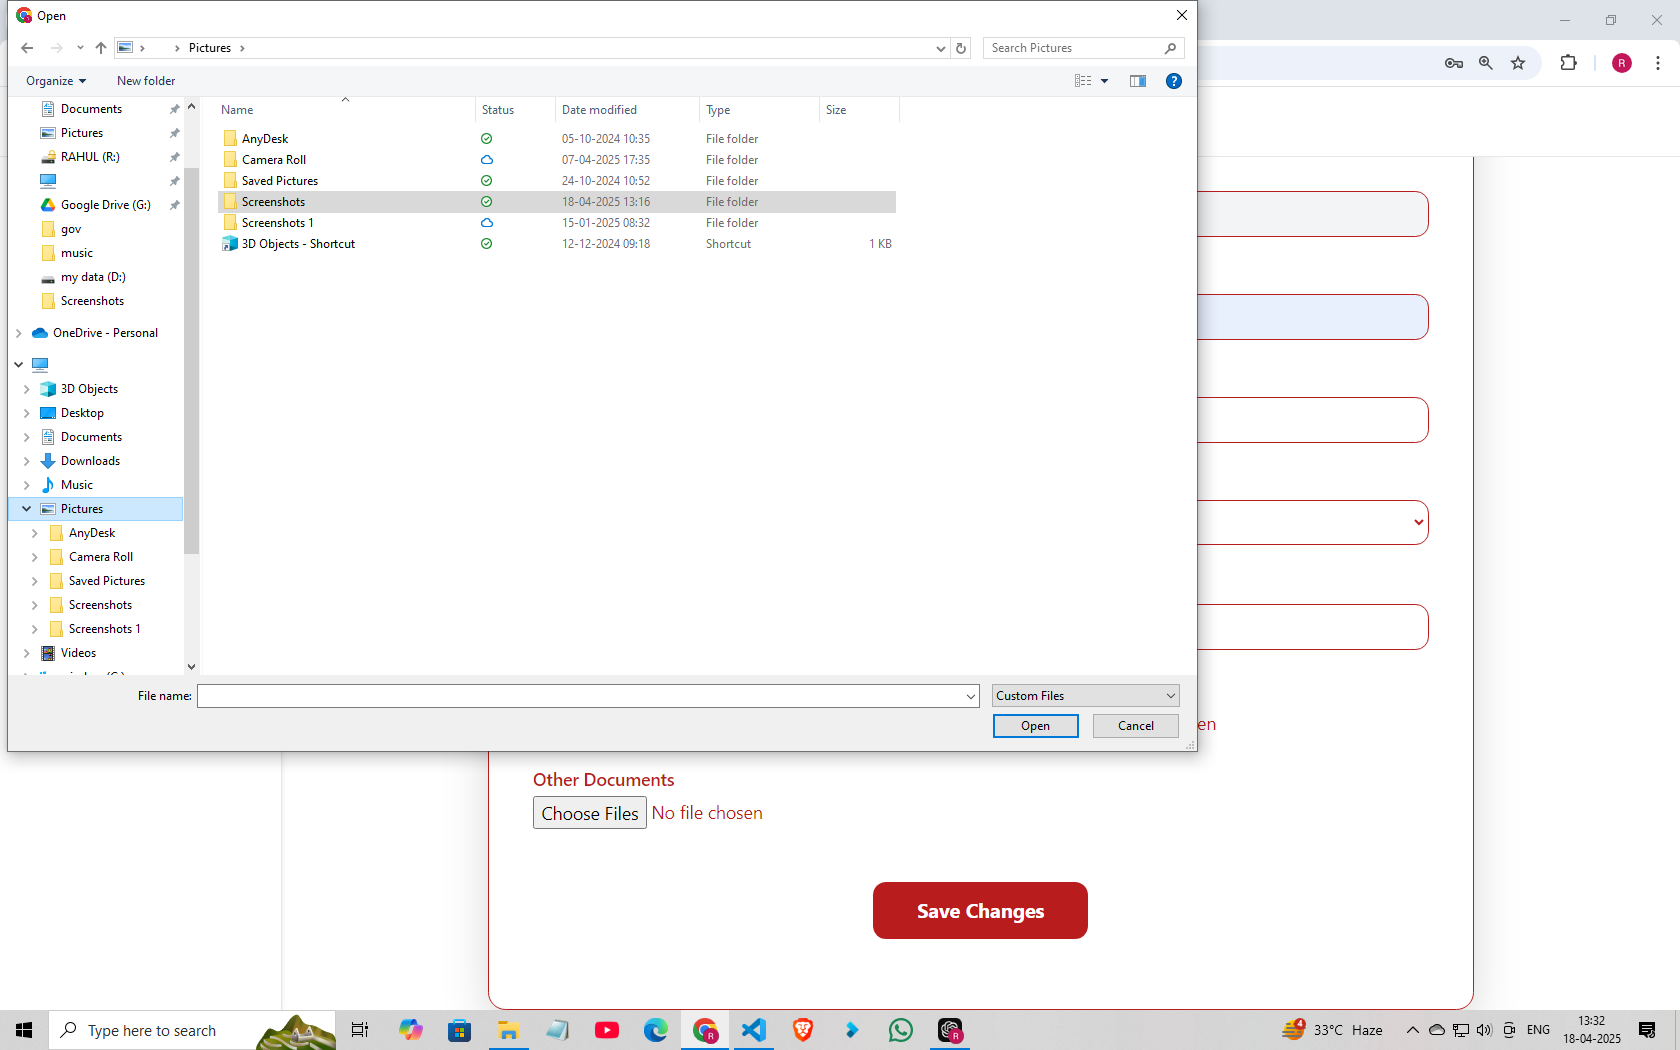 Open
Pictures
Search Pictures
Organize
New folder
Name
Status
Date modified
Type
Size
AnyDesk
05-10-2024 10:35
File folder
Camera Roll
07-04-2025 17:35
File folder
Saved Pictures
24-10-2024 10:52
File folder
Screenshots
18-04-2025 13:16
File folder
Screenshots 1
15-01-2025 08:32
File folder
3D Objects - Shortcut
12-12-2024 09:18
Shortcut
1 KB
Documents
Pictures
RAHUL (R:)
Google Drive (G:)
gov
music
my data (D:)
Screenshots
OneDrive - Personal
3D Objects
Desktop
Documents
Downloads
Music
Pictures
AnyDesk
Camera Roll
Saved Pictures
Screenshots
Screenshots 1
Videos
File name:
Custom Files
Open
Cancel
R
en
Other Documents
Choose Files No file chosen
Save Changes
Type here to search
R
R
4
33°C Haze
ENG
13:32
18-04-2025